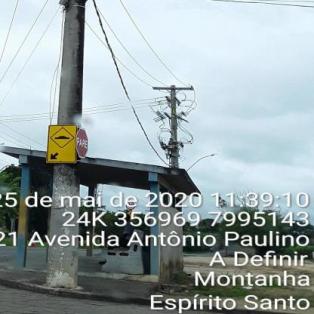 PARE
25 de mai de 2020 11:39:10
24K 356969 7995143
21 Avenida Antônio Paulino
A Definir
Montanha
Espírito Santo